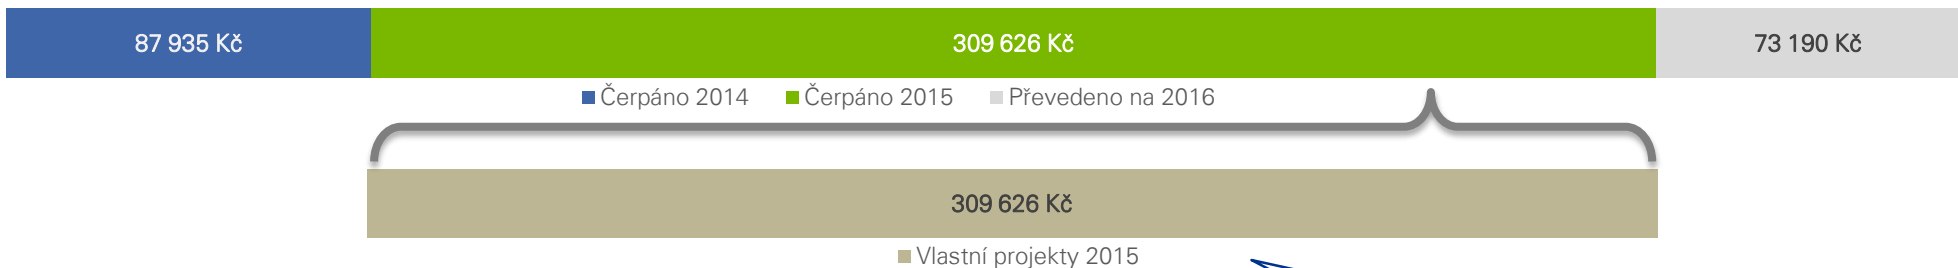 87 935 Kč 309 626 Kč 73 190 Kč
Čerpáno 2014 Čerpáno 2015 Převedeno na 2016
309 626 Kč
Vlastní projekty 2015